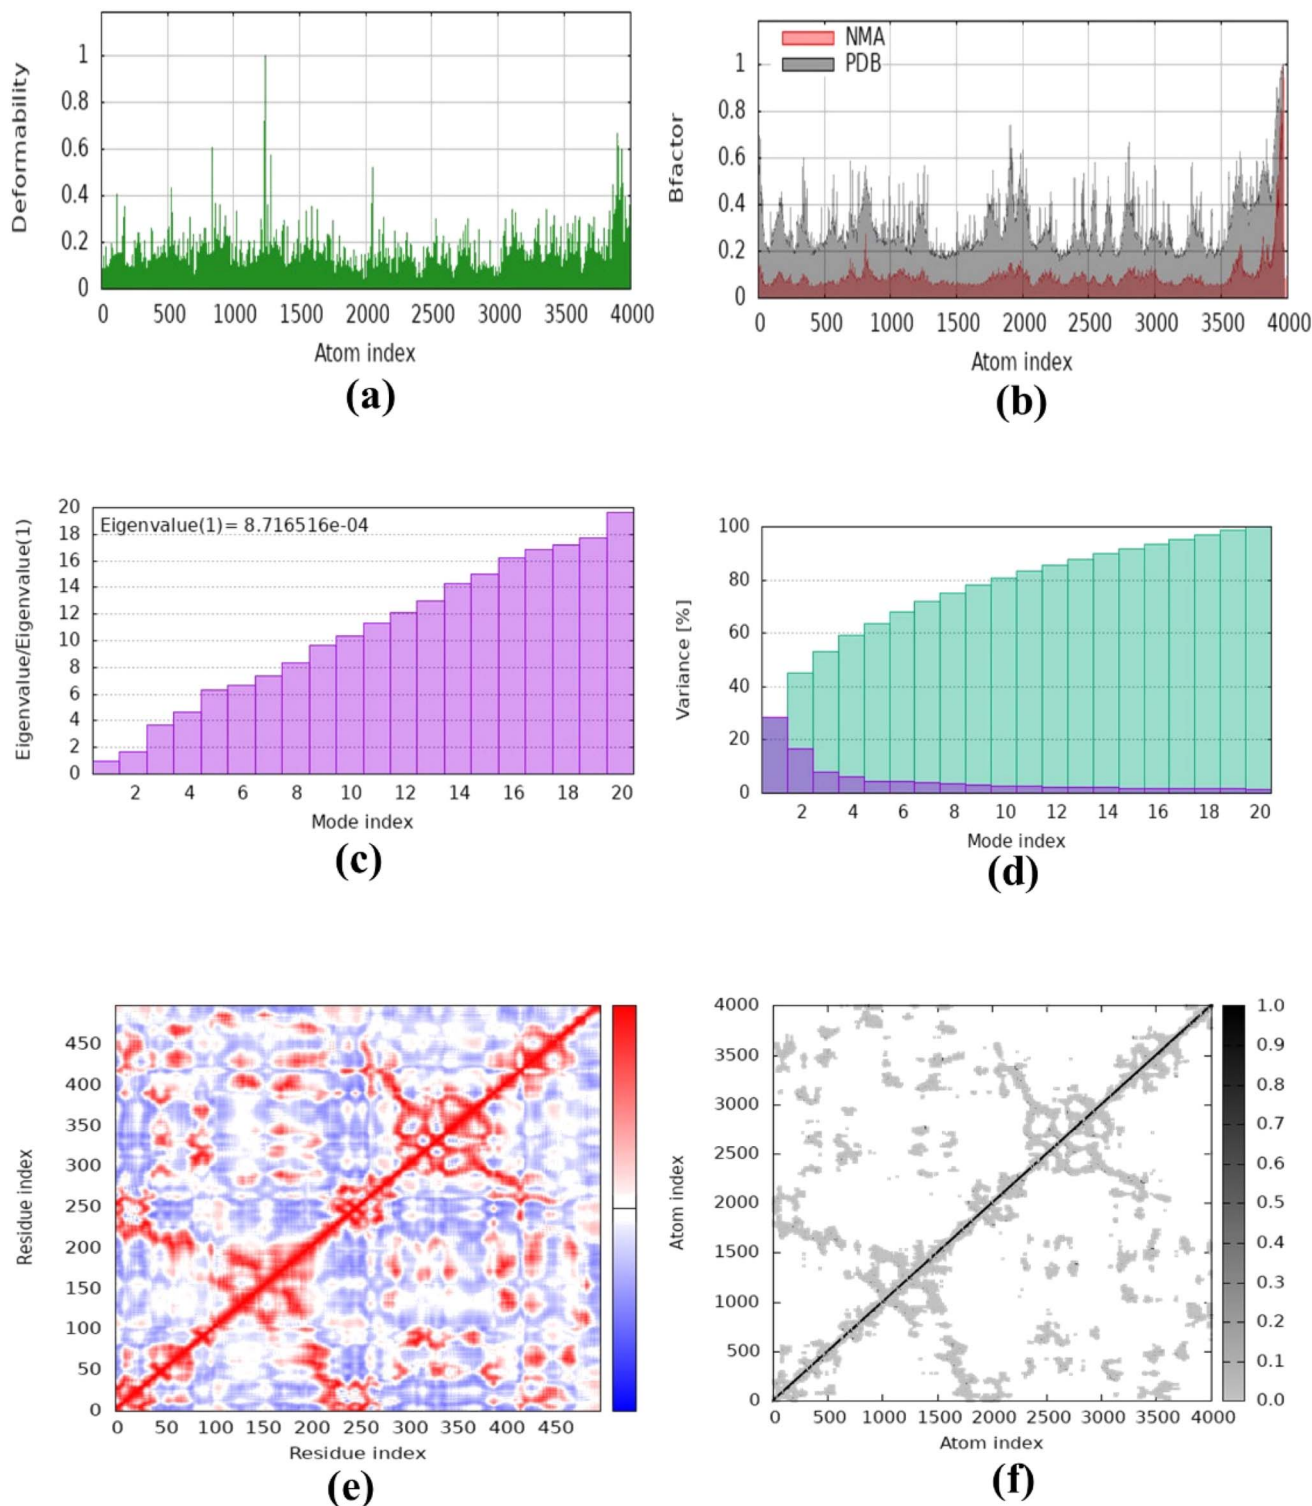 Deformability
1
0.8
0.6
0.4
0.2
0
0 500 1000 1500 2000 2500 3000 3500 4000
Atom index
(a)
Bfactor
NMA
PDB
1
0.8
0.6
0.4
0.2
0
0 500 1000 1500 2000 2500 3000 3500 4000
Atom index
(b)
Eigenvalue/Eigenvalue(1)
Eigenvalue(1)= 8.716516e-04
20
18
16
14
12
10
8
6
4
2
0
2 4 6 8 10 12 14 16 18 20
Mode index
(c)
Variance [%]
100
80
60
40
20
0
2 4 6 8 10 12 14 16 18 20
Mode index
(d)
Residue index
450
400
350
300
250
200
150
100
50
0
0 50 100 150 200 250 300 350 400 450
Residue index
(e)
Atom index
4000
3500
3000
2500
2000
1500
1000
500
0
0 500 1000 1500 2000 2500 3000 3500 4000
Atom index
1.0
0.9
0.8
0.7
0.6
0.5
0.4
0.3
0.2
0.1
0.0
(f)